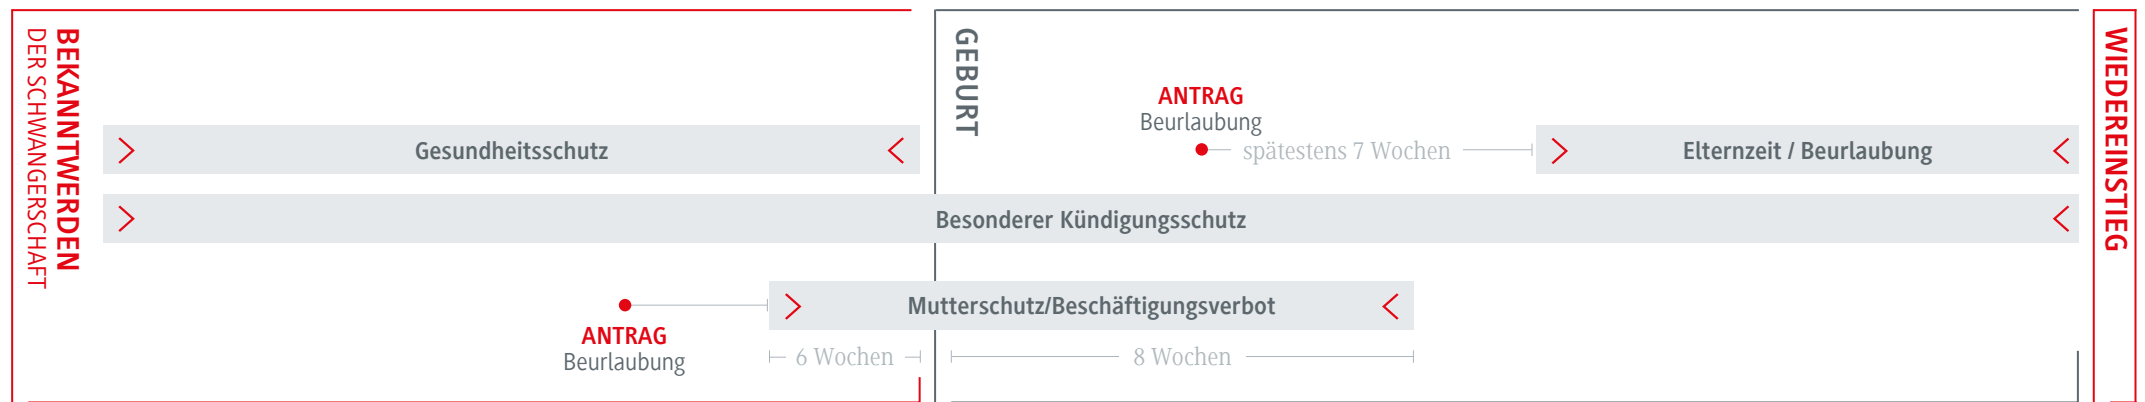 BEKANNTWERDEN
DER SCHWANGERSCHAFT
GEBURT
WIEDEREINSTIEG
ANTRAG
Beurlaubung
Gesundheitsschutz
spätestens 7 Wochen
Elternzeit / Beurlaubung
Besonderer Kündigungsschutz
Mutterschutz/Beschäftigungsverbot
ANTRAG
Beurlaubung
6 Wochen
8 Wochen